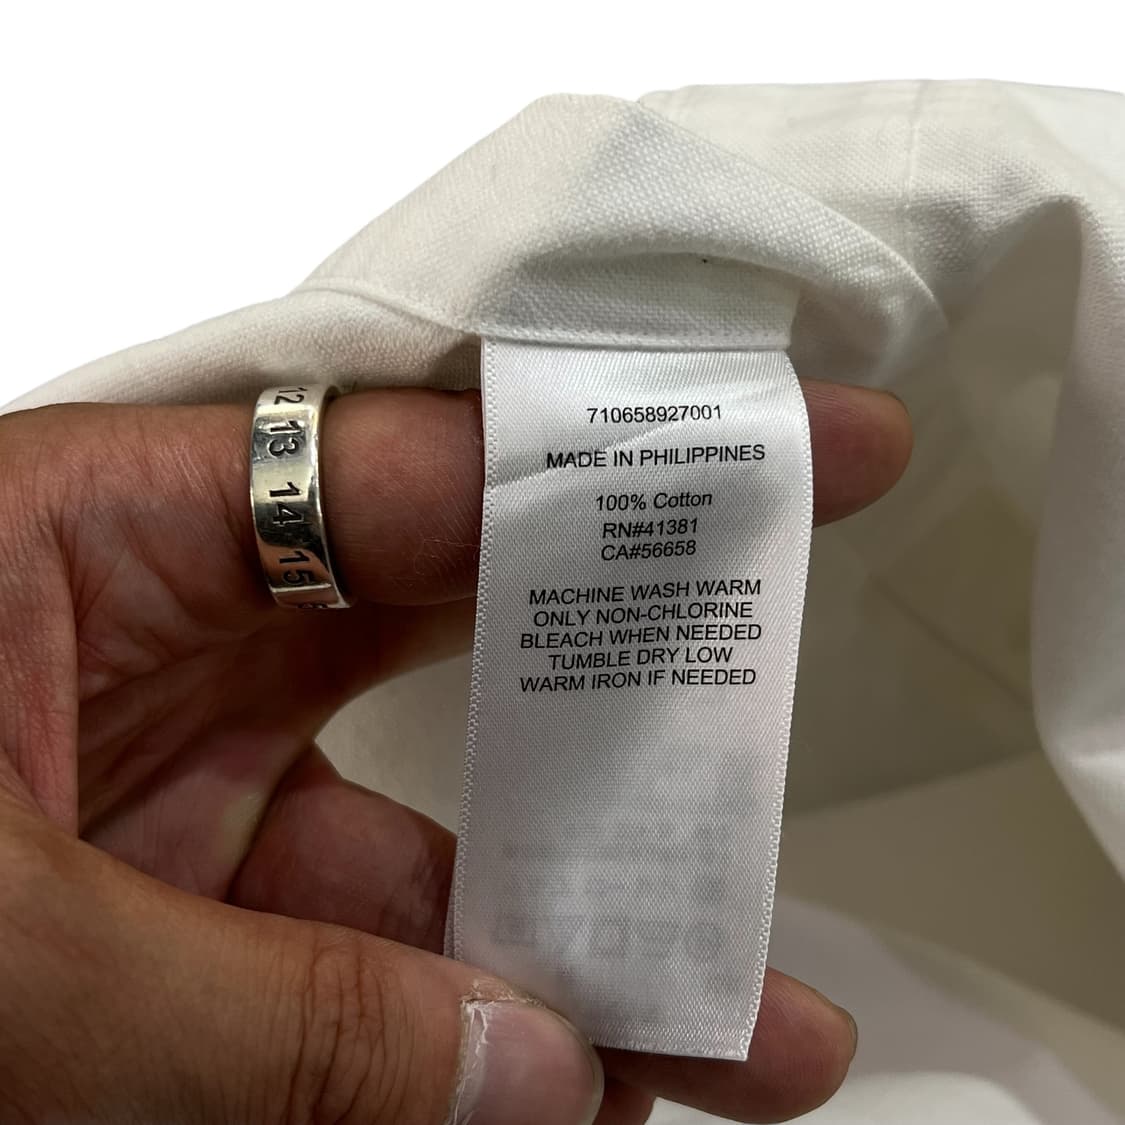 710658927001
MADE IN PHILIPPINES
100% Cotton
RN#41381
CA#56658
MACHINE WASH WARM
ONLY NON-CHLORINE
BLEACH WHEN NEEDED
TUMBLE DRY LOW
WARM IRON IF NEEDED
12 13 14 15